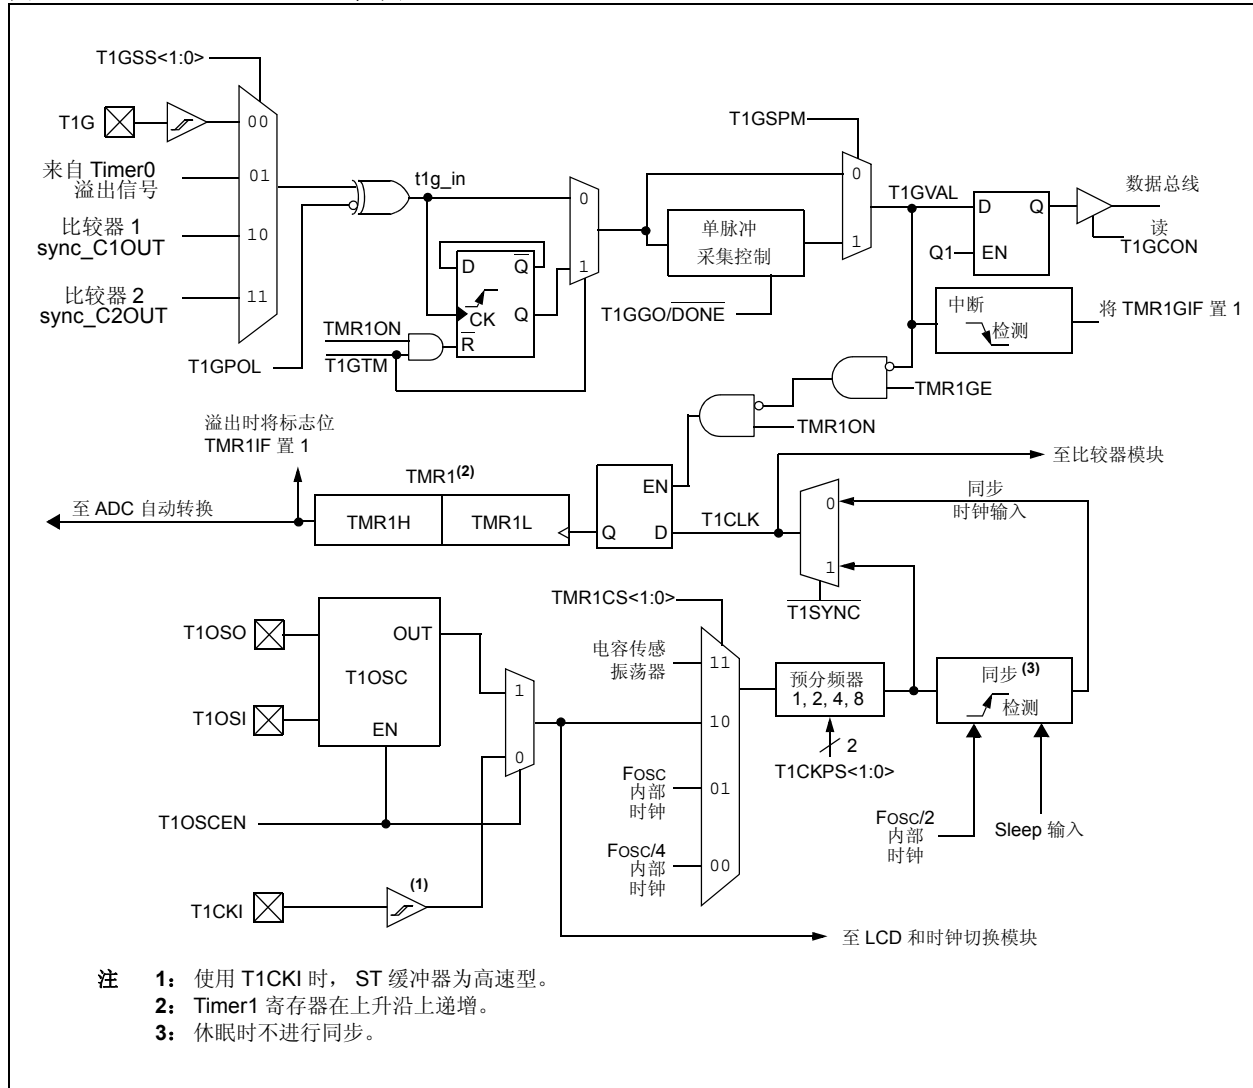 T1GSS<1:0>
T1G
00
来自 Timer0
溢出信号
01
比较器 1
sync_C1OUT
10
比较器 2
sync_C2OUT
11
T1GPOL
t1g_in
0
1
D
Q
CK
Q
R
TMR1ON
T1GTM
T1GSPM
0
1
单脉冲
采集控制
T1GGO/DONE
T1GVAL
D
Q
Q1
EN
数据总线
读
T1GCON
中断
检测
将 TMR1GIF 置 1
TMR1GE
TMR1ON
溢出时将标志位
TMR1IF 置 1
至 ADC 自动转换
TMR1(2)
TMR1H
TMR1L
EN
Q
D
T1CLK
至比较器模块
0
1
T1SYNC
同步
时钟输入
T1OSO
T1OSI
OUT
T1OSC
EN
T1OSCEN
T1CKI
(1)
1
0
TMR1CS<1:0>
电容传感
振荡器
11
10
FOSC
内部
时钟
01
FOSC/4
内部
时钟
00
预分频器
1, 2, 4, 8
2
T1CKPS<1:0>
同步 (3)
检测
FOSC/2
内部
时钟
Sleep 输入
至 LCD 和时钟切换模块
注 1: 使用 T1CKI 时， ST 缓冲器为高速型。
2: Timer1 寄存器在上升沿上递增。
3: 休眠时不进行同步。